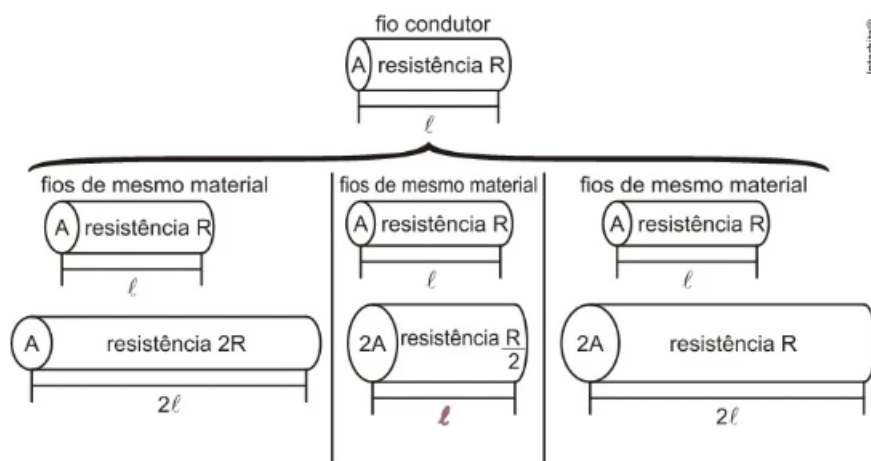 fio condutor
A resistência R
ℓ
fios de mesmo material
A resistência R
ℓ
A resistência 2R
2ℓ
fios de mesmo material
A resistência R
ℓ
2A resistência R/2
ℓ
fios de mesmo material
A resistência R
ℓ
2A resistência R
2ℓ